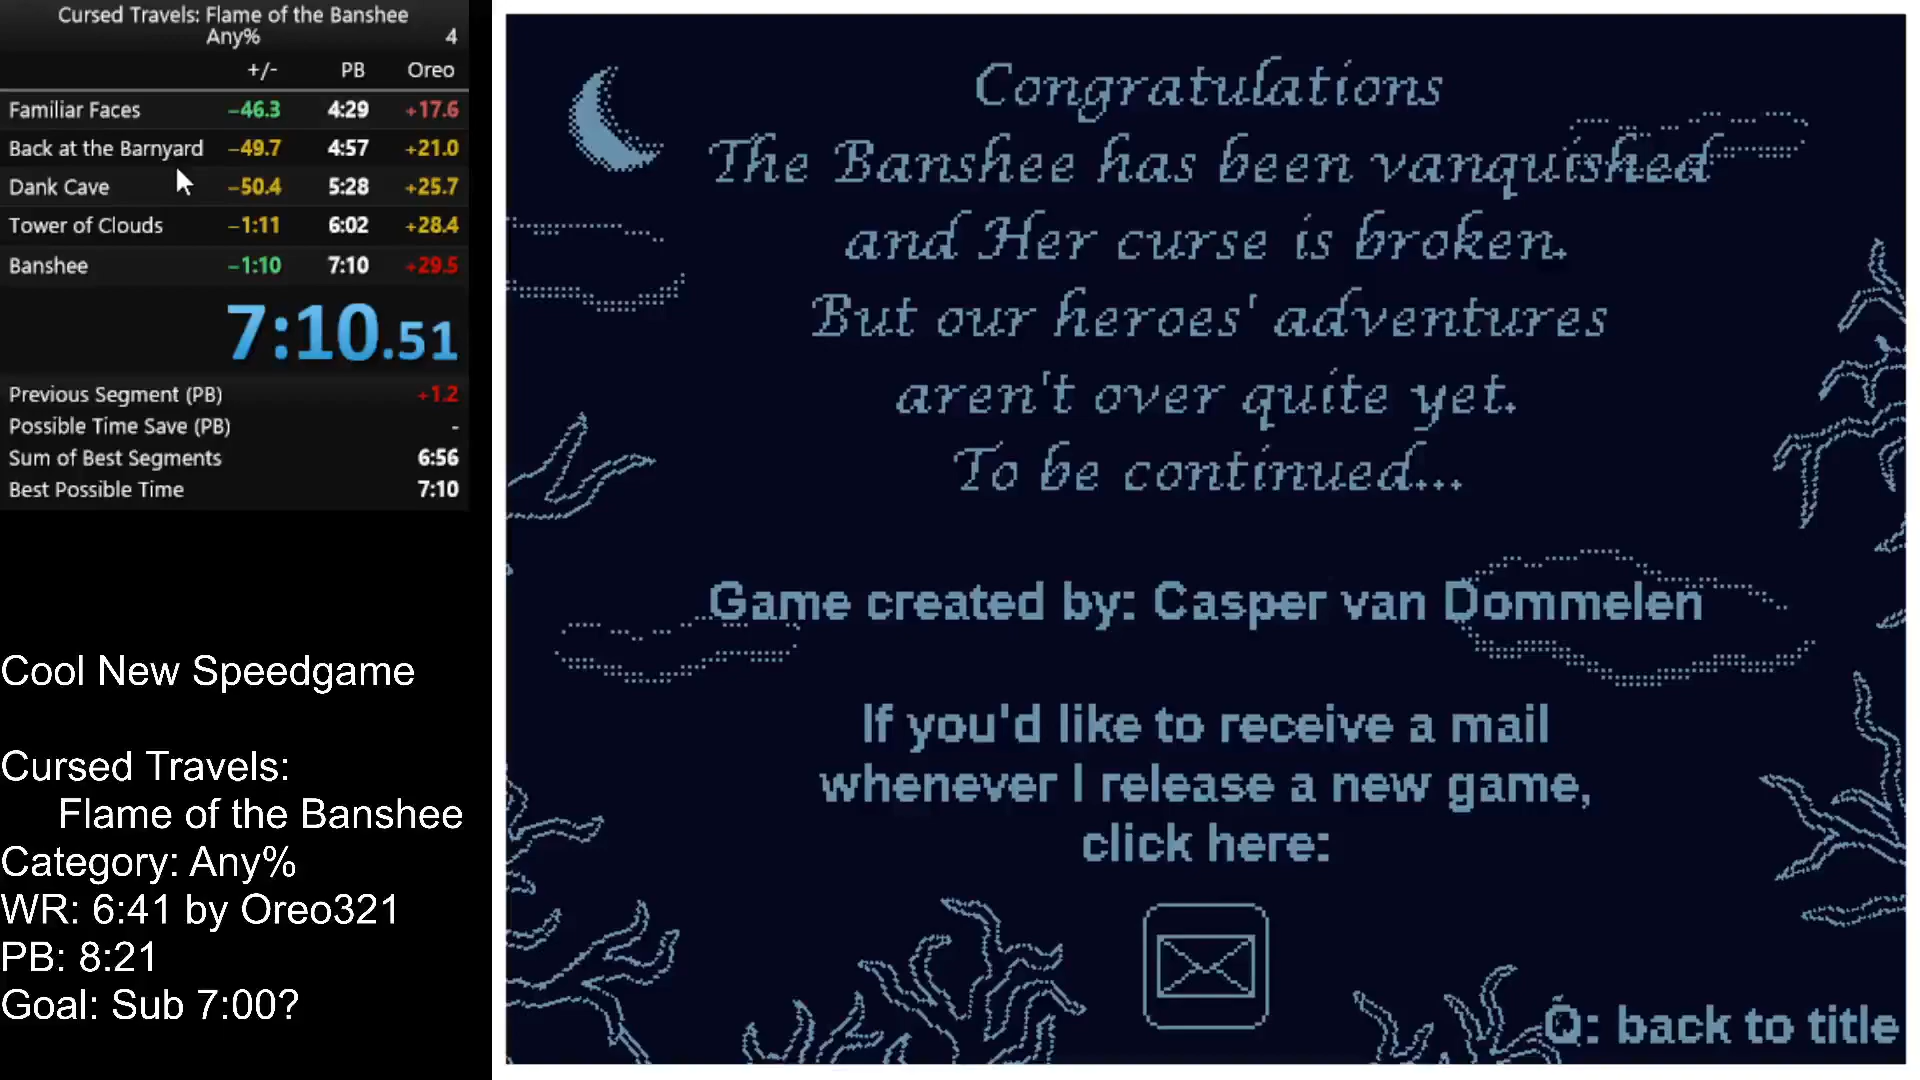 Cursed Travels: Flame of the Banshee
Any% 4
+/- PB Oreo
Familiar Faces −46.3 4:29 +17.6
Back at the Barnyard −49.7 4:57 +21.0
Dank Cave −50.4 5:28 +25.7
Tower of Clouds −1:11 6:02 +28.4
Banshee −1:10 7:10 +29.5
7:10.51
Previous Segment (PB) +1.2
Possible Time Save (PB) -
Sum of Best Segments 6:56
Best Possible Time 7:10
Cool New Speedgame
Cursed Travels:
Flame of the Banshee
Category: Any%
WR: 6:41 by Oreo321
PB: 8:21
Goal: Sub 7:00?
Congratulations
The Banshee has been vanquished
and Her curse is broken.
But our heroes' adventures
aren't over quite yet.
To be continued...
Game created by: Casper van Dommelen
If you'd like to receive a mail
whenever I release a new game,
click here:
Q: back to title